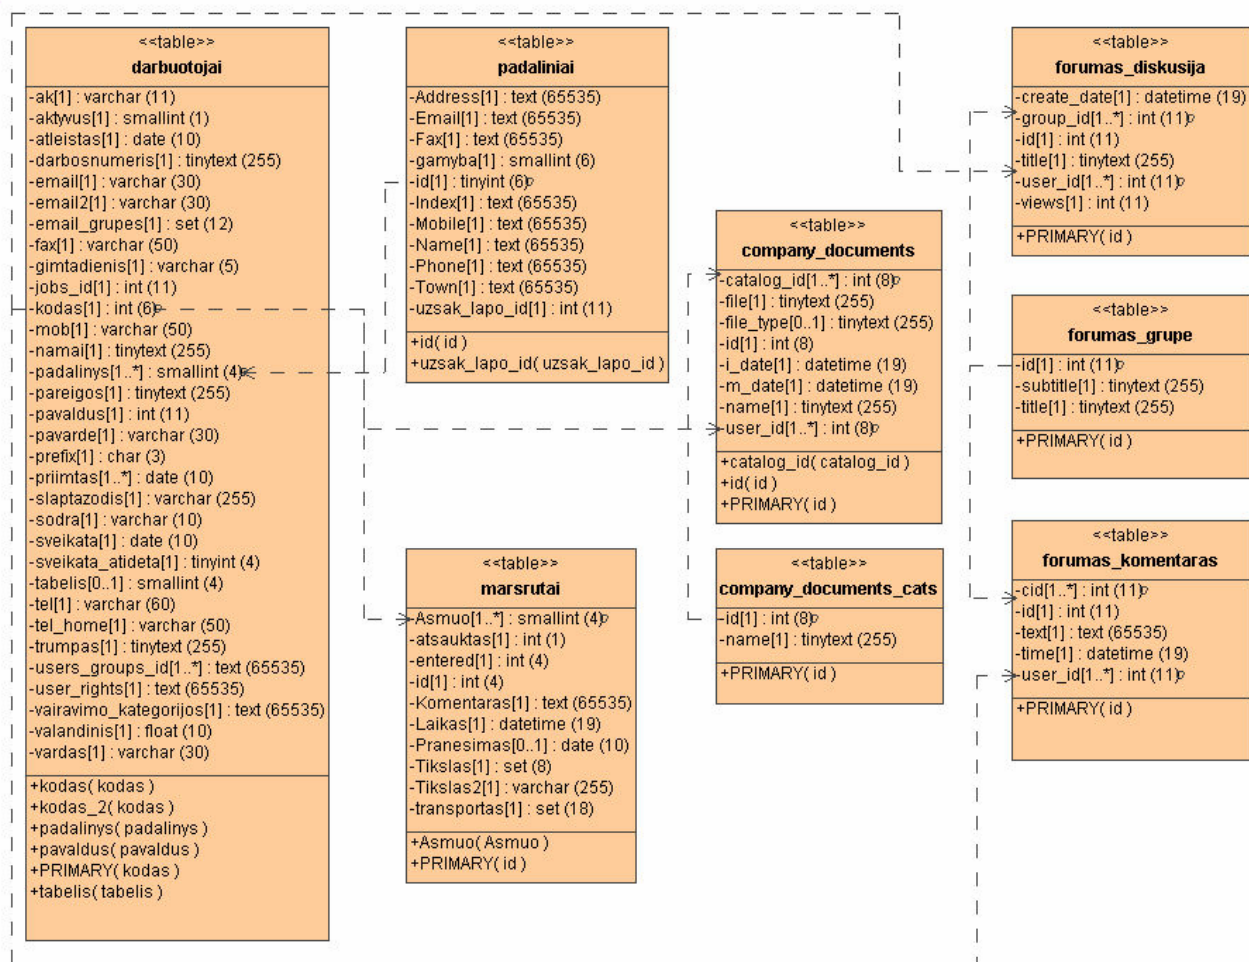 <<table>>
darbuotojai
-ak[1] : varchar (11)
-aktyvus[1] : smallint (1)
-atleistas[1] : date (10)
-darbosnumeris[1] : tinytext (255)
-email[1] : varchar (30)
-email2[1] : varchar (30)
-email_grupes[1] : set (12)
-fax[1] : varchar (50)
-gimtadienis[1] : varchar (5)
-jobs_id[1] : int (11)
-kodas[1] : int (6)
-mob[1] : varchar (50)
-namai[1] : tinytext (255)
-padalinys[1..*] : smallint (4)
-pareigos[1] : tinytext (255)
-pavaldus[1] : int (11)
-pavarde[1] : varchar (30)
-prefix[1] : char (3)
-priimtas[1..*] : date (10)
-slaptazodis[1] : varchar (255)
-sodra[1] : varchar (10)
-sveikata[1] : date (10)
-sveikata_atideta[1] : tinyint (4)
-tabelis[0..1] : smallint (4)
-tel[1] : varchar (60)
-tel_home[1] : varchar (50)
-trumpas[1] : tinytext (255)
-users_groups_id[1..*] : text (65535)
-user_rights[1] : text (65535)
-vairavimo_kategorijos[1] : text (65535)
-valandinis[1] : float (10)
-vardas[1] : varchar (30)
+kodas( kodas )
+kodas_2( kodas )
+padalinys( padalinys )
+pavaldus( pavaldus )
+PRIMARY( kodas )
+tabelis( tabelis )
<<table>>
padaliniai
-Address[1] : text (65535)
-Email[1] : text (65535)
-Fax[1] : text (65535)
-gamyba[1] : smallint (6)
-id[1] : tinyint (6)
-Index[1] : text (65535)
-Mobile[1] : text (65535)
-Name[1] : text (65535)
-Phone[1] : text (65535)
-Town[1] : text (65535)
-uzsak_lapo_id[1] : int (11)
+id( id )
+uzsak_lapo_id( uzsak_lapo_id )
<<table>>
marsrutai
-Asmuo[1..*] : smallint (4)
-atsauktas[1] : int (1)
-entered[1] : int (4)
-id[1] : int (4)
-Komentaras[1] : text (65535)
-Laikas[1] : datetime (19)
-Pranesimas[0..1] : date (10)
-Tikslas[1] : set (8)
-Tikslas2[1] : varchar (255)
-transportas[1] : set (18)
+Asmuo( Asmuo )
+PRIMARY( id )
<<table>>
company_documents
-catalog_id[1..*] : int (8)
-file[1] : tinytext (255)
-file_type[0..1] : tinytext (255)
-id[1] : int (8)
-i_date[1] : datetime (19)
-m_date[1] : datetime (19)
-name[1] : tinytext (255)
-user_id[1..*] : int (8)
+catalog_id( catalog_id )
+id( id )
+PRIMARY( id )
<<table>>
company_documents_cats
-id[1] : int (8)
-name[1] : tinytext (255)
+PRIMARY( id )
<<table>>
forumas_diskusija
-create_date[1] : datetime (19)
-group_id[1..*] : int (11)
-id[1] : int (11)
-title[1] : tinytext (255)
-user_id[1..*] : int (11)
-views[1] : int (11)
+PRIMARY( id )
<<table>>
forumas_grupe
-id[1] : int (11)
-subtitle[1] : tinytext (255)
-title[1] : tinytext (255)
+PRIMARY( id )
<<table>>
forumas_komentaras
-cid[1..*] : int (11)
-id[1] : int (11)
-text[1] : text (65535)
-time[1] : datetime (19)
-user_id[1..*] : int (11)
+PRIMARY( id )